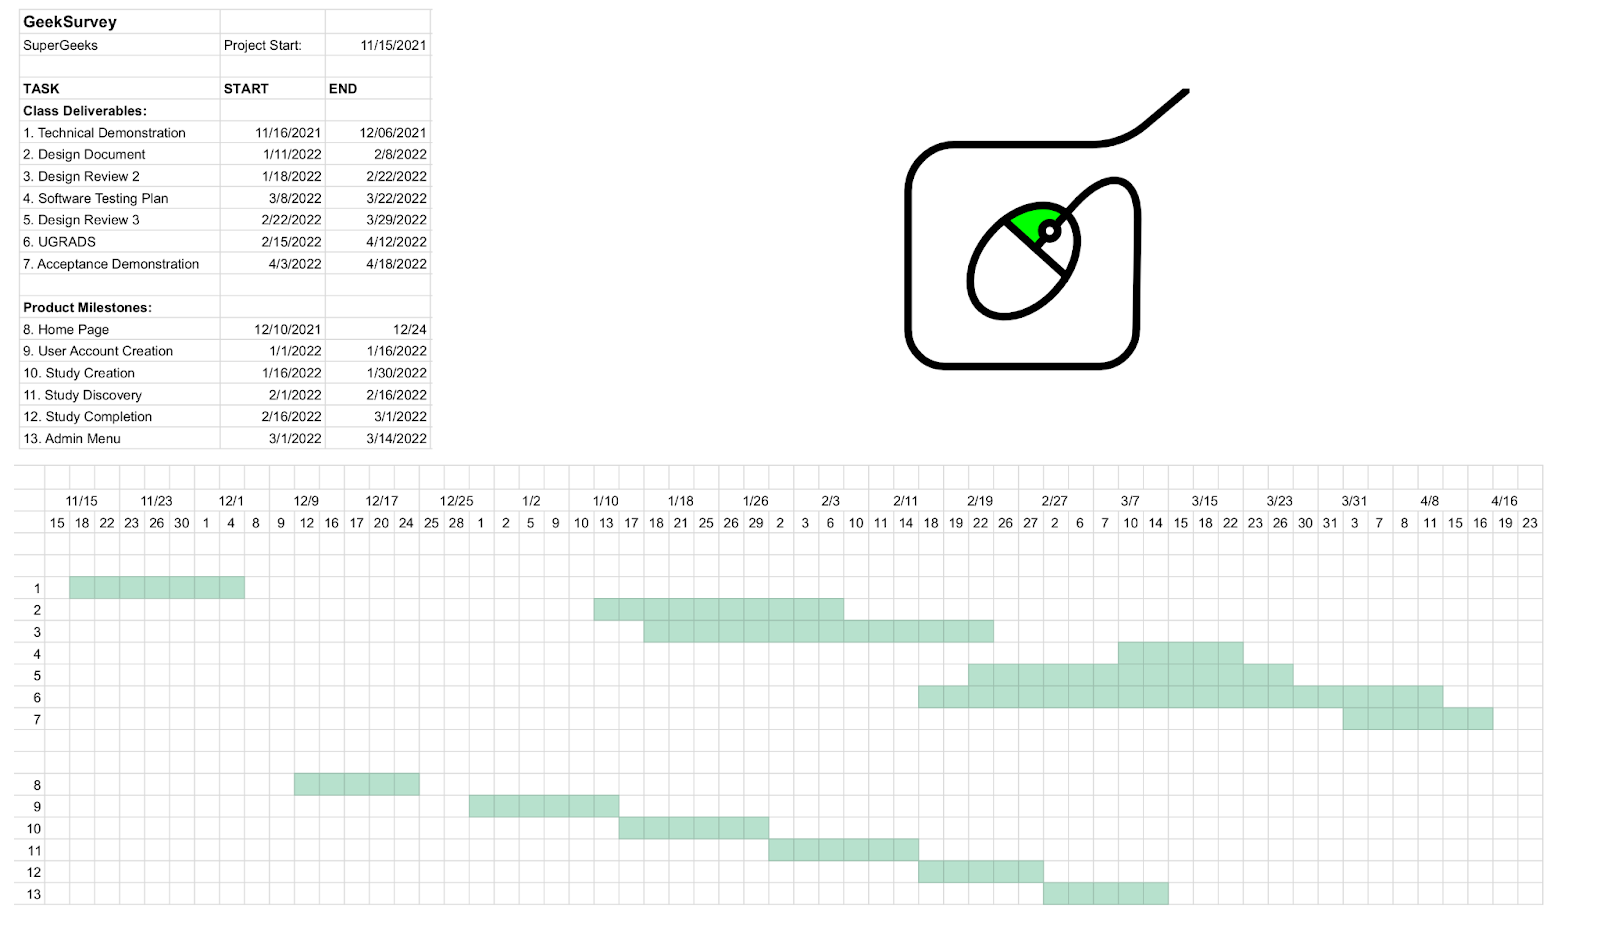 GeekSurvey
SuperGeeks Project Start: 11/15/2021
TASK START END
Class Deliverables:
1. Technical Demonstration 11/16/2021 12/06/2021
2. Design Document 1/11/2022 2/8/2022
3. Design Review 2 1/18/2022 2/22/2022
4. Software Testing Plan 3/8/2022 3/22/2022
5. Design Review 3 2/22/2022 3/29/2022
6. UGRADS 2/15/2022 4/12/2022
7. Acceptance Demonstration 4/3/2022 4/18/2022
Product Milestones:
8. Home Page 12/10/2021 12/24
9. User Account Creation 1/1/2022 1/16/2022
10. Study Creation 1/16/2022 1/30/2022
11. Study Discovery 2/1/2022 2/16/2022
12. Study Completion 2/16/2022 3/1/2022
13. Admin Menu 3/1/2022 3/14/2022
11/15 11/23 12/1 12/9 12/17 12/25 1/2 1/10 1/18 1/26 2/3 2/11 2/19 2/27 3/7 3/15 3/23 3/31 4/8 4/16
15 18 22 23 26 30 1 4 8 9 12 16 17 20 24 25 28 1 2 5 9 10 13 17 18 21 25 26 29 2 3 6 10 11 14 18 19 22 26 27 2 6 7 10 14 15 18 22 23 26 30 31 3 7 8 11 15 16 19 23
1
2
3
4
5
6
7
8
9
10
11
12
13